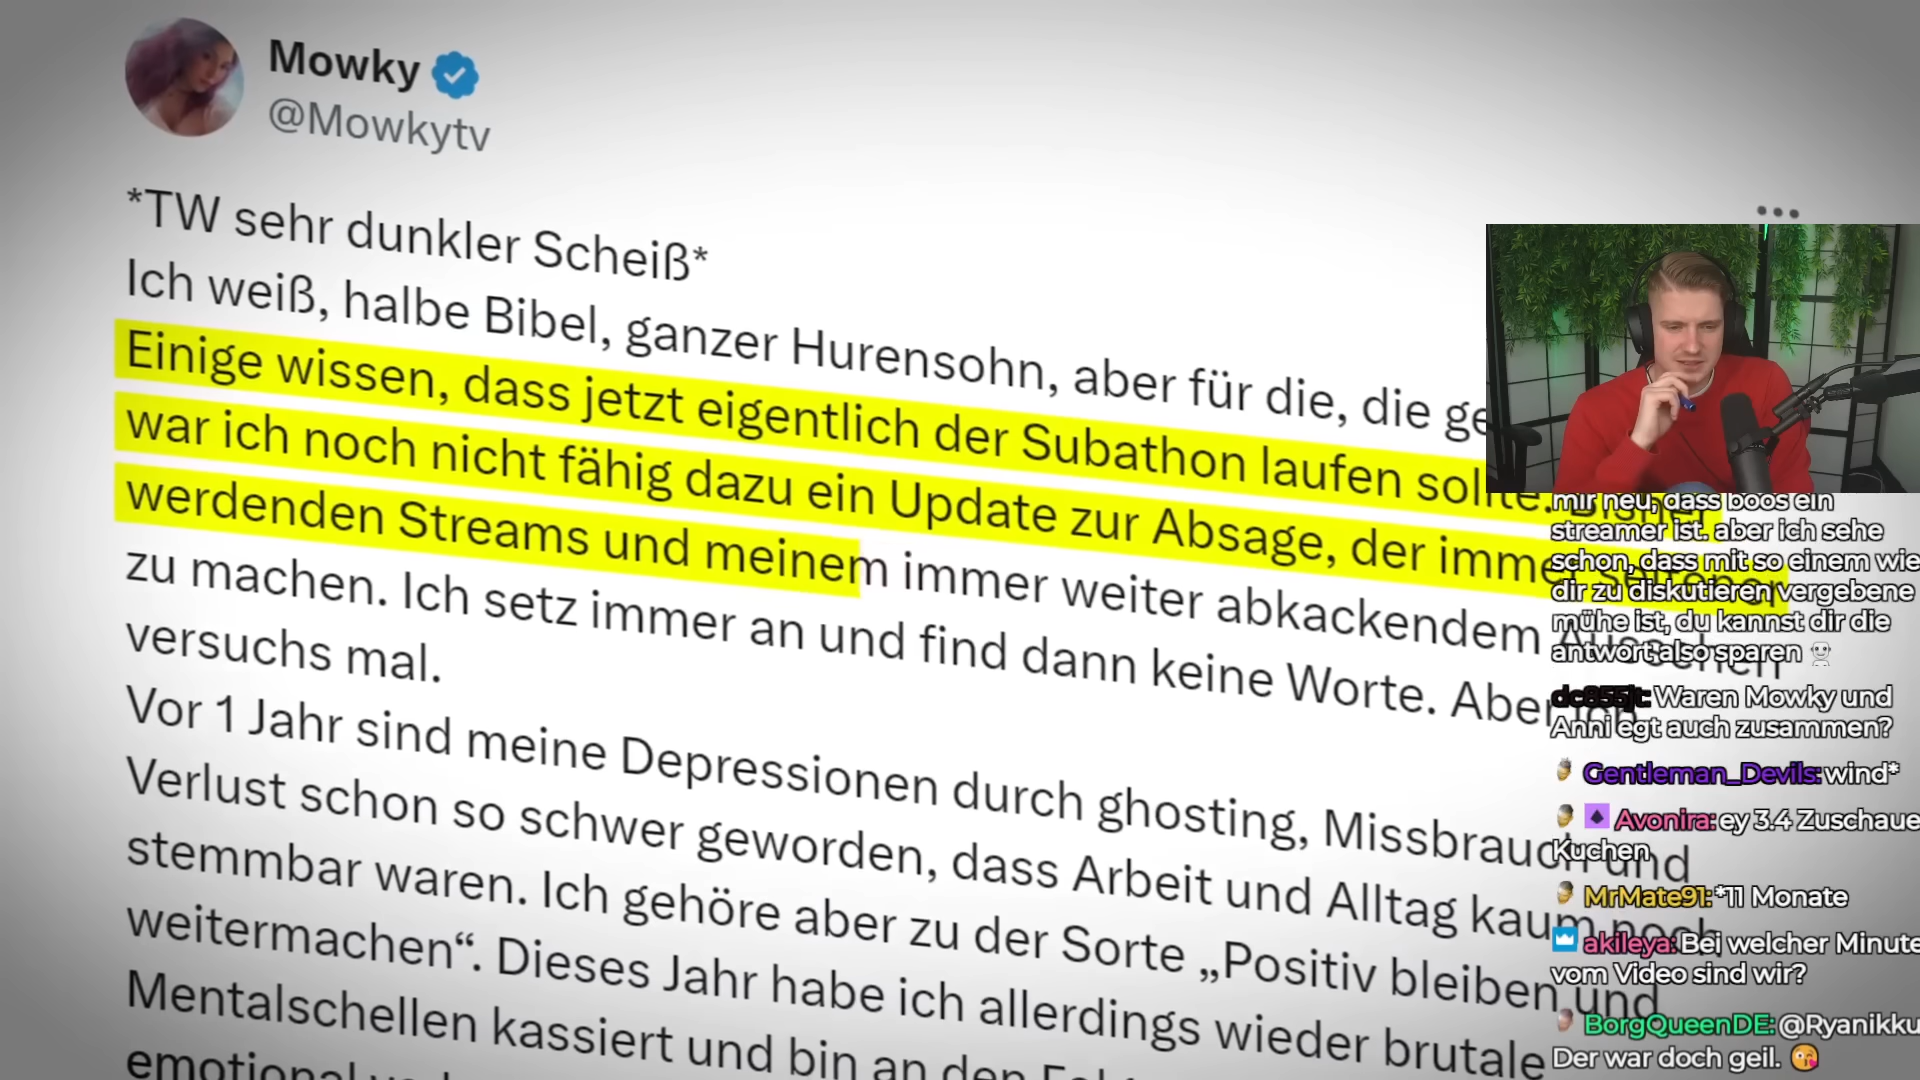 Mowky
@Mowkytv
*TW sehr dunkler Scheiß*
Ich weiß, halbe Bibel, ganzer Hurensohn, aber für die, die ge
Einige wissen, dass jetzt eigentlich der Subathon laufen sollte. Bisher
war ich noch nicht fähig dazu ein Update zur Absage, der immer seltener
werdenden Streams und meinem immer weiter abkackendem Aussehen
zu machen. Ich setz immer an und find dann keine Worte. Aber ich
versuchs mal.
Vor 1 Jahr sind meine Depressionen durch ghosting, Missbrauch und
Verlust schon so schwer geworden, dass Arbeit und Alltag kaum noch
stemmbar waren. Ich gehöre aber zu der Sorte „Positiv bleiben und
weitermachen“. Dieses Jahr habe ich allerdings wieder brutale
Mentalschellen kassiert und bin an den
emotional
mir neu, dass boos ein
streamer ist. aber ich sehe
schon, dass mit so einem wie
dir zu diskutieren vergebene
mühe ist, du kannst dir die
antwort also sparen
dc855jt: Waren Mowky und
Anni egt auch zusammen?
Gentleman_Devils: wind*
Avonira: ey 3.4 Zuschaue
Kuchen
MrMate91: *11 Monate
akileya: Bei welcher Minute
vom Video sind wir?
BorgQueenDE: @Ryanikku
Der war doch geil. 😘